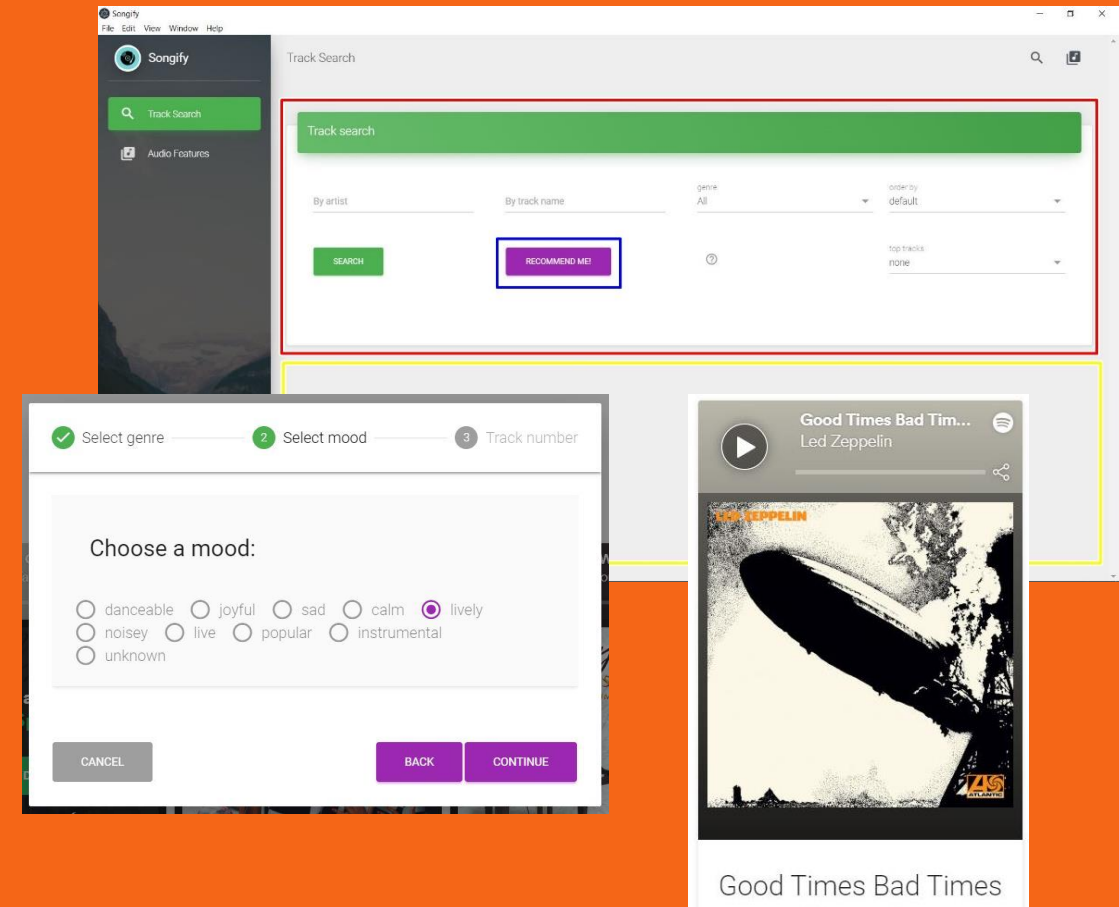 Songify
File Edit View Window Help
Songify
Track Search
Audio Features
Track Search
Track search
By artist
By track name
genre
All
order by
default
SEARCH
RECOMMEND ME!
top tracks
none
Select genre
2 Select mood
3 Track number
Choose a mood:
danceable joyful sad calm lively
noisey live popular instrumental
unknown
CANCEL
BACK
CONTINUE
Good Times Bad Tim...
Led Zeppelin
LED ZEPPELIN
ATLANTIC
Good Times Bad Times